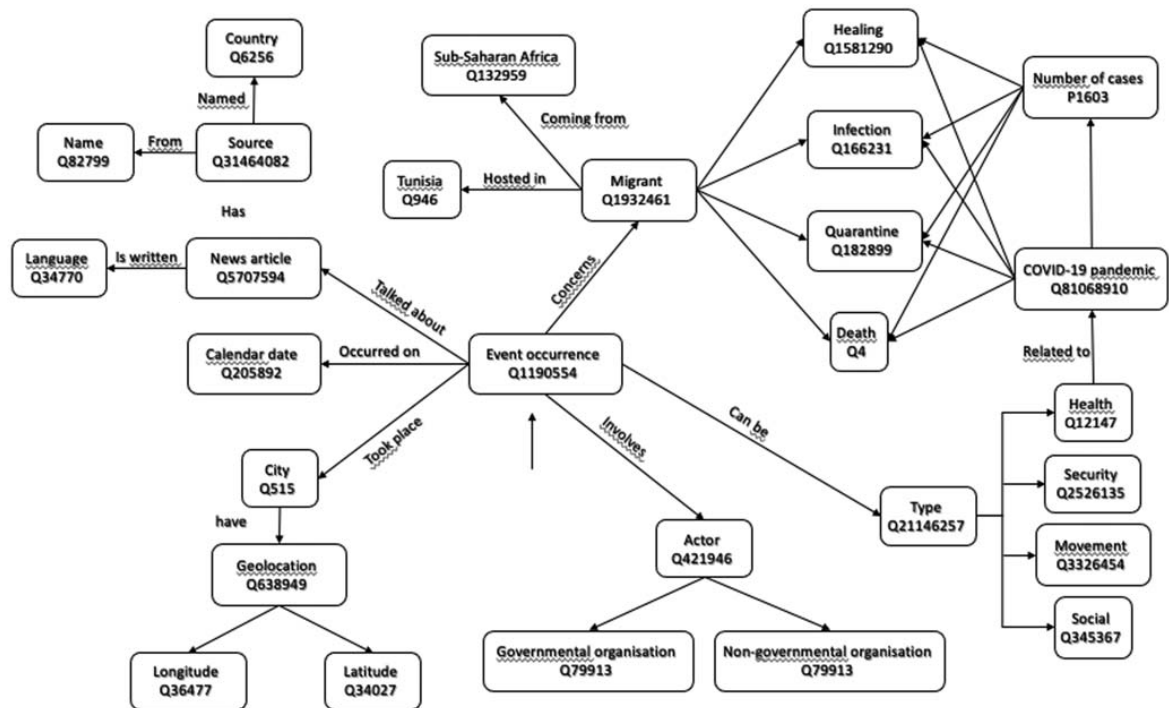 Country
Q6256
Named
Name
Q82799
From
Source
Q31464082
Has
Language
Q34770
Is written
News article
Q5707594
Talked about
Calendar date
Q205892
Occurred on
Event occurrence
Q1190554
Took place
City
Q515
have
Geolocation
Q638949
Longitude
Q36477
Latitude
Q34027
Sub-Saharan Africa
Q132959
Coming from
Tunisia
Q946
Hosted in
Migrant
Q1932461
Concerns
Healing
Q1581290
Infection
Q166231
Quarantine
Q182899
Death
Q4
Number of cases
P1603
COVID-19 pandemic
Q81068910
Related to
Health
Q12147
Security
Q2526135
Movement
Q3326454
Social
Q345367
Can be
Type
Q21146257
Involves
Actor
Q421946
Governmental organisation
Q79913
Non-governmental organisation
Q79913